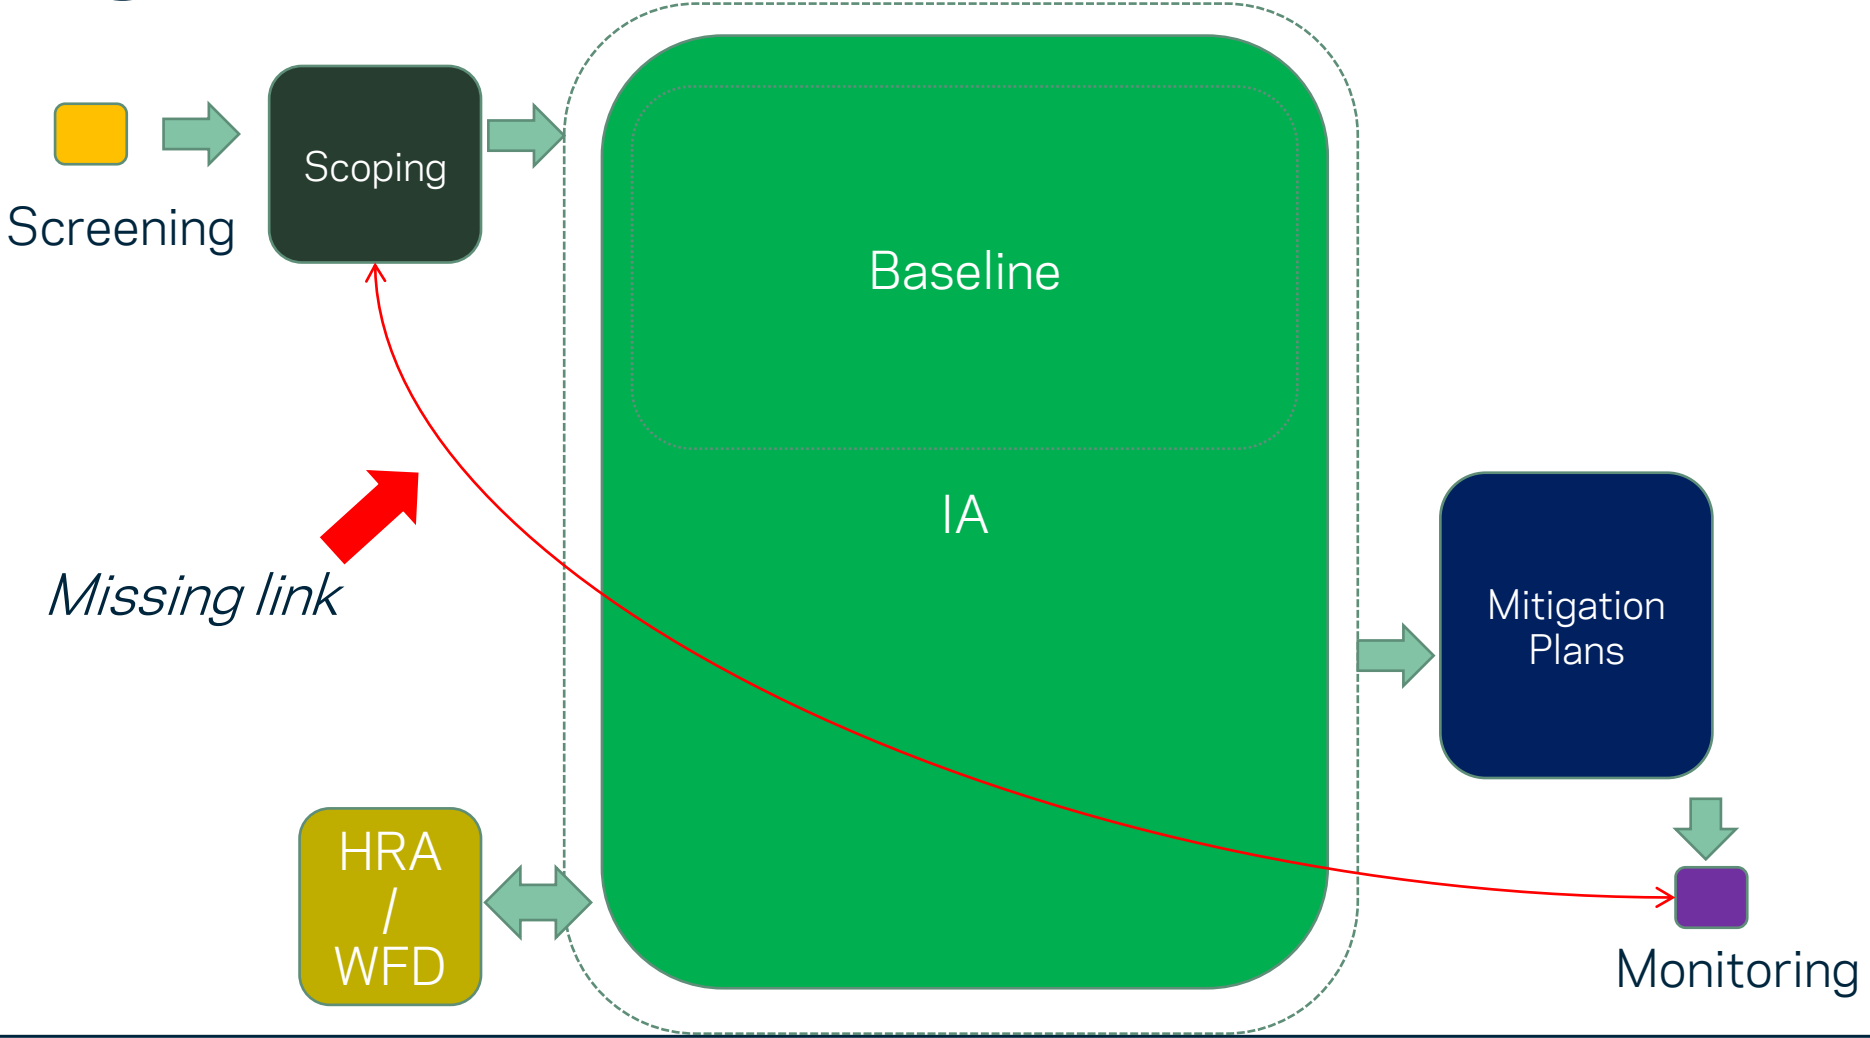 Scoping
Screening
Baseline
IA
Missing link
Mitigation
Plans
HRA
/
WFD
Monitoring